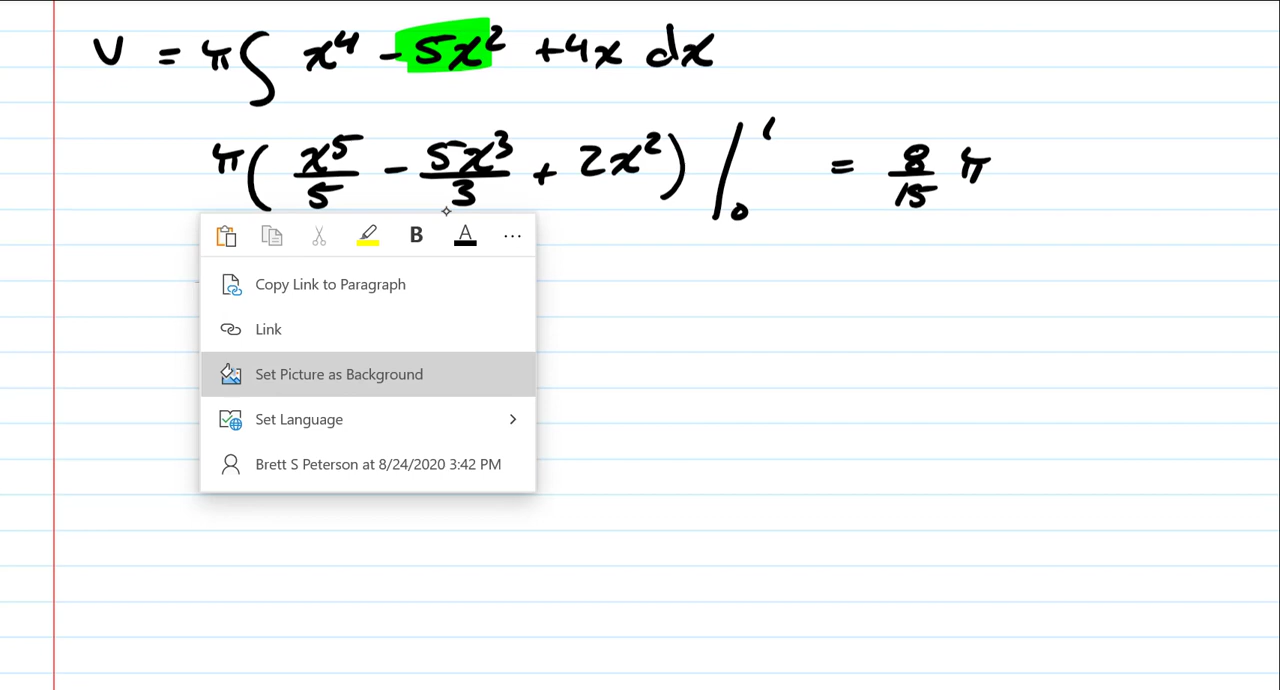 V = π∫ x⁴ - 5x² + 4x dx
π( x⁵/5 - 5x³/3 + 2x² ) |₀¹ = 8/15 π
B A ...
Copy Link to Paragraph
Link
Set Picture as Background
Set Language
Brett S Peterson at 8/24/2020 3:42 PM